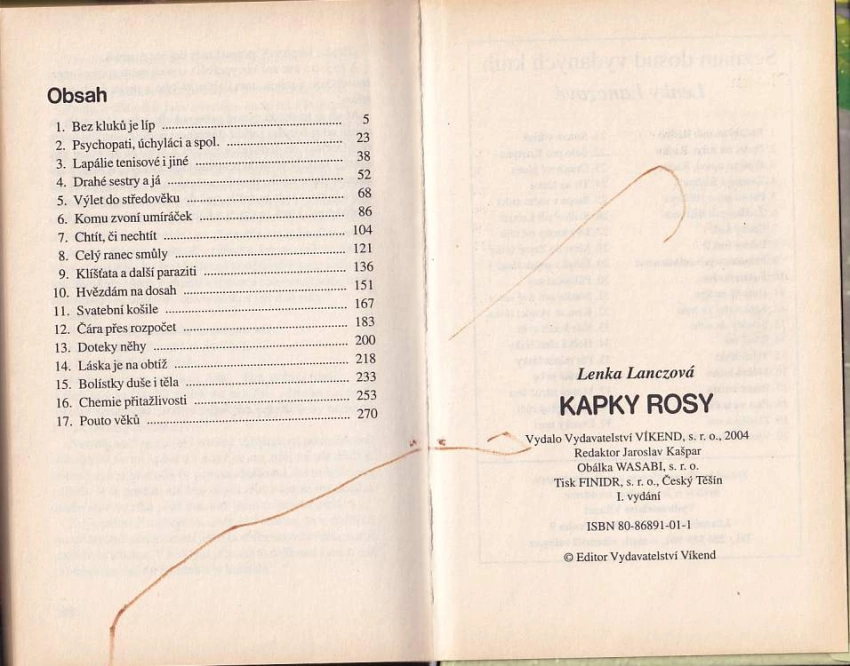 Obsah
1. Bez kluků je líp ........ 5
2. Psychopati, úchyláci a spol. ........ 23
3. Lapálie tenisové i jiné ........ 38
4. Drahé sestry a já ........ 52
5. Výlet do středověku ........ 68
6. Komu zvoní umíráček ........ 86
7. Chtít, či nechtít ........ 104
8. Celý ranec smůly ........ 121
9. Klíšťata a další paraziti ........ 136
10. Hvězdám na dosah ........ 151
11. Svatební košile ........ 167
12. Čára přes rozpočet ........ 183
13. Doteky něhy ........ 200
14. Láska je na obtíž ........ 218
15. Bolístky duše i těla ........ 233
16. Chemie přitažlivosti ........ 253
17. Pouto věků ........ 270
Lenka Lanczová
KAPKY ROSY
Vydalo Vydavatelství VÍKEND, s. r. o., 2004
Redaktor Jaroslav Kašpar
Obálka WASABI, s. r. o.
Tisk FINIDR, s. r. o., Český Těšín
I. vydání
ISBN 80-86891-01-1
© Editor Vydavatelství Víkend